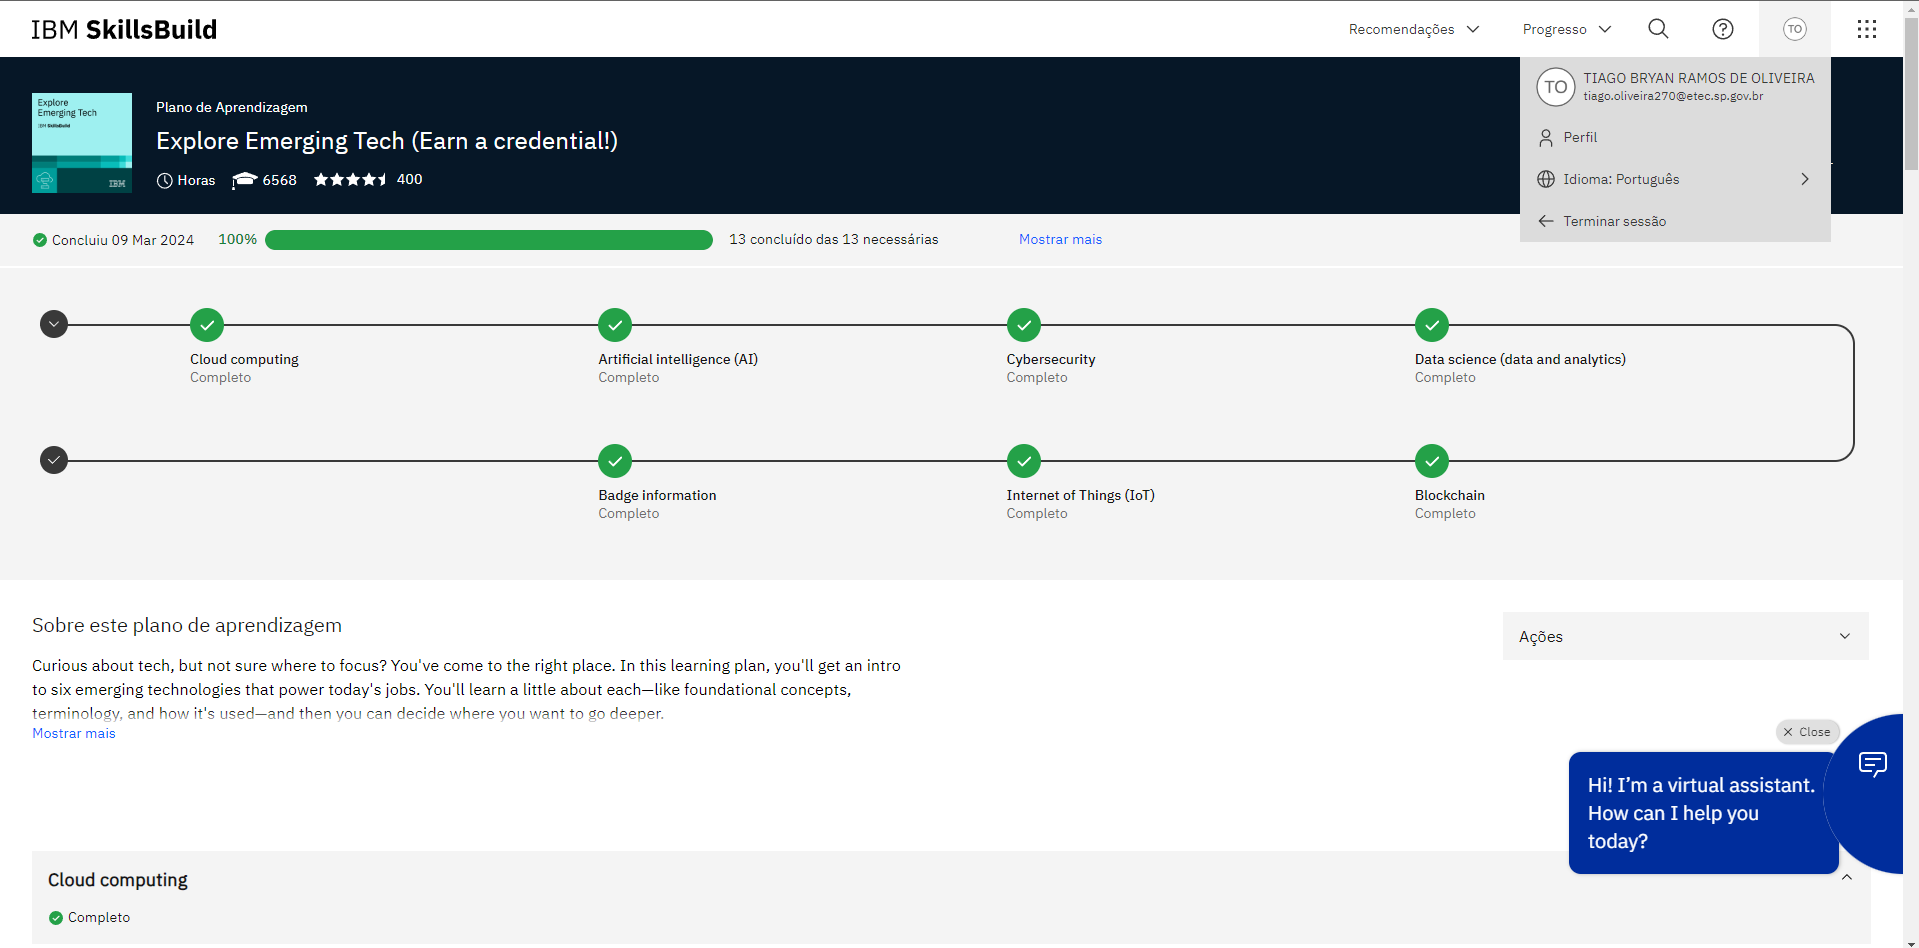 IBM SkillsBuild
Recomendações
Progresso
TO
TO
TIAGO BRYAN RAMOS DE OLIVEIRA
tiago.oliveira270@etec.sp.gov.br
Perfil
Idioma: Português
Terminar sessão
Explore
Emerging Tech
IBM SkillsBuild
IBM
Plano de Aprendizagem
Explore Emerging Tech (Earn a credential!)
Horas
6568
400
Concluiu 09 Mar 2024
100%
13 concluído das 13 necessárias
Mostrar mais
Cloud computing
Completo
Artificial intelligence (AI)
Completo
Cybersecurity
Completo
Data science (data and analytics)
Completo
Badge information
Completo
Internet of Things (IoT)
Completo
Blockchain
Completo
Sobre este plano de aprendizagem
Ações
Curious about tech, but not sure where to focus? You've come to the right place. In this learning plan, you'll get an intro
to six emerging technologies that power today's jobs. You'll learn a little about each—like foundational concepts,
terminology, and how it's used—and then you can decide where you want to go deeper.
Mostrar mais
Close
Hi! I'm a virtual assistant.
How can I help you
today?
Cloud computing
Completo